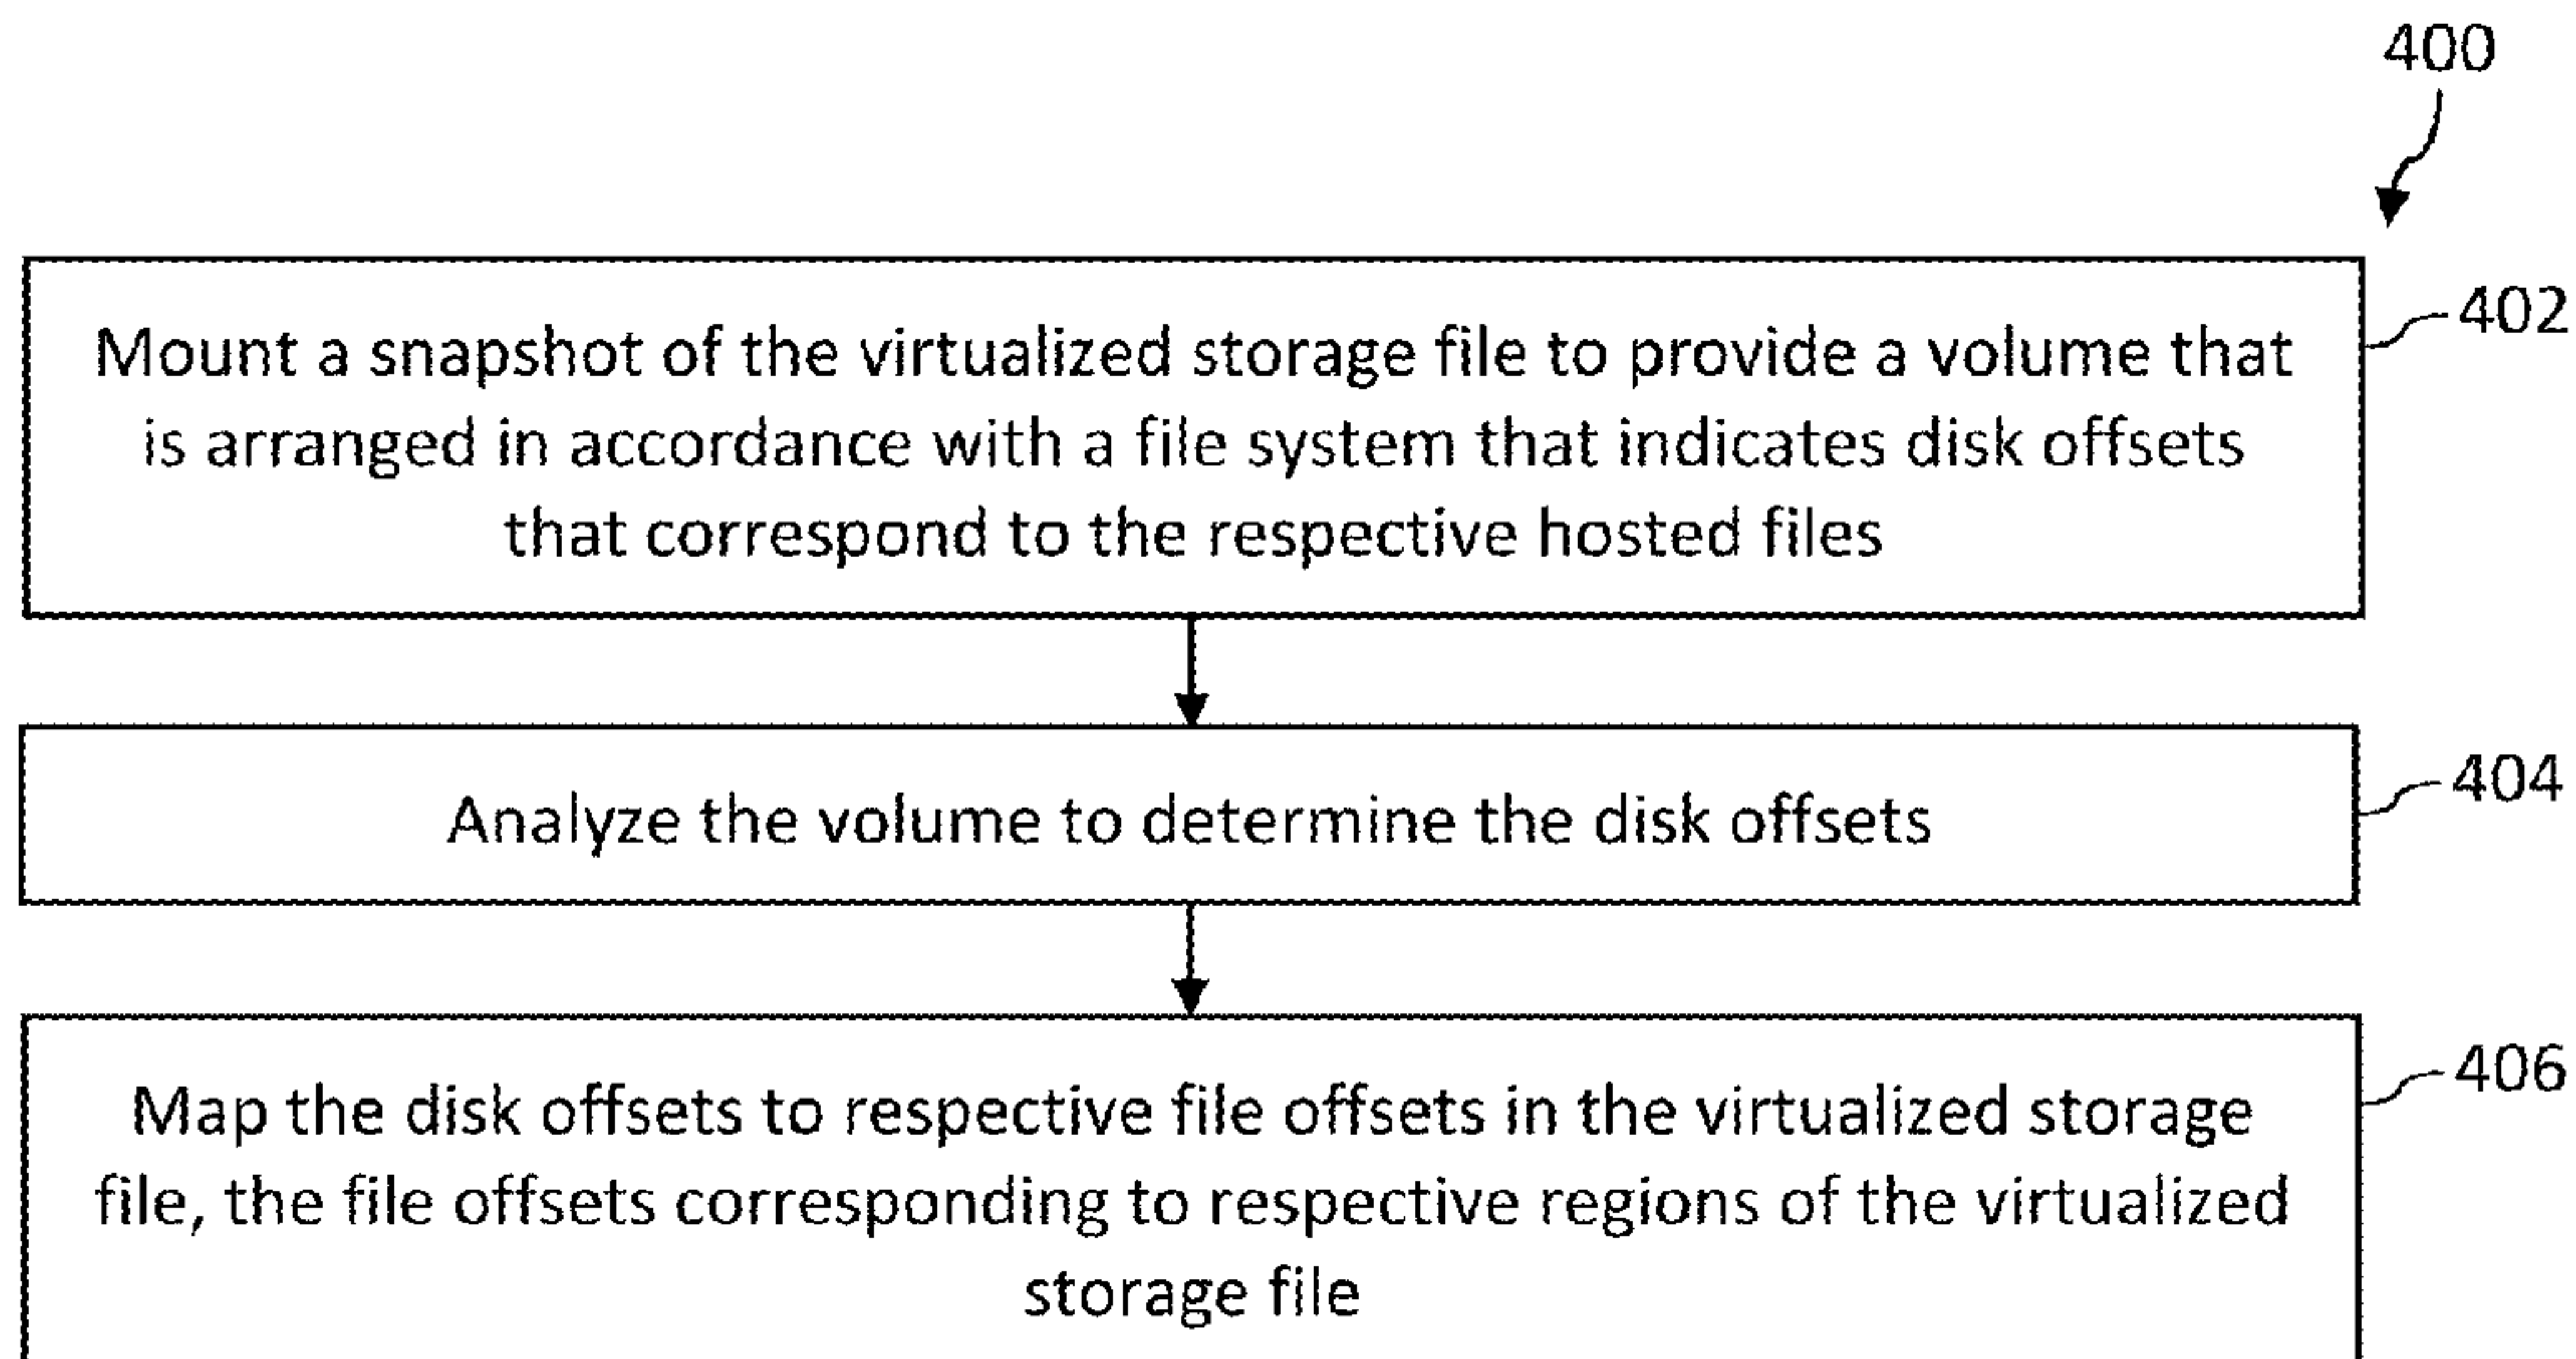 400
Mount a snapshot of the virtualized storage file to provide a volume that
is arranged in accordance with a file system that indicates disk offsets
that correspond to the respective hosted files
402
Analyze the volume to determine the disk offsets
404
Map the disk offsets to respective file offsets in the virtualized storage
file, the file offsets corresponding to respective regions of the virtualized
storage file
406